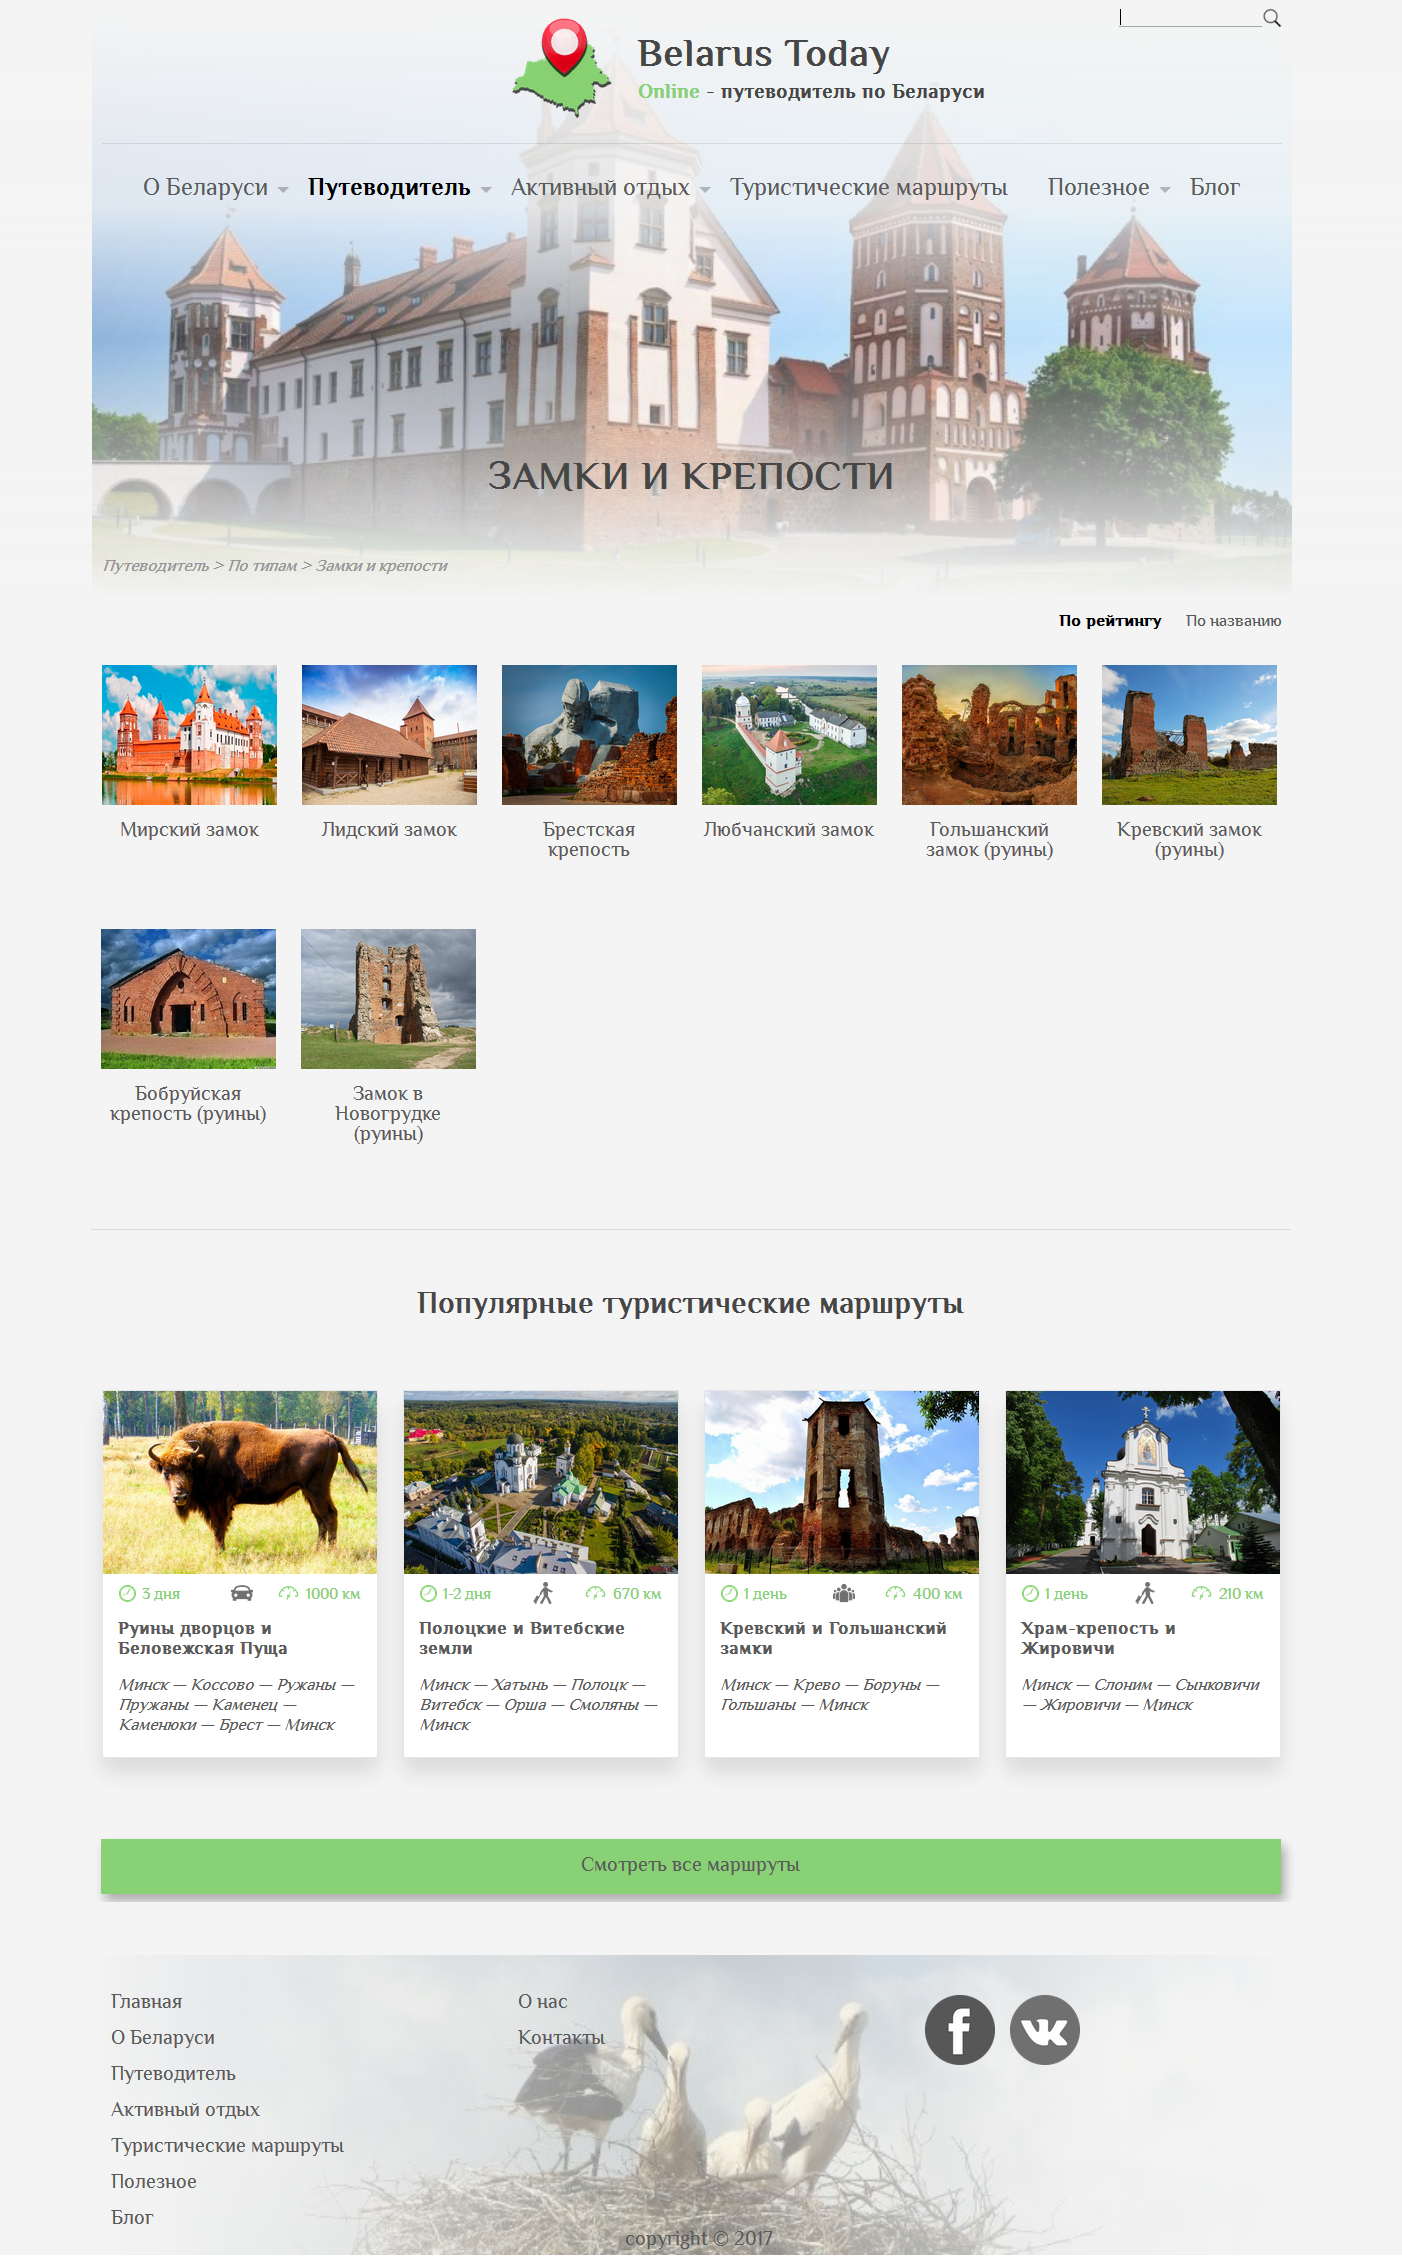 Belarus Today
Online - путеводитель по Беларуси
О Беларуси Путеводитель Активный отдых Туристические маршруты Полезное Блог
ЗАМКИ И КРЕПОСТИ
Путеводитель > По типам > Замки и крепости
По рейтингу По названию
Мирский замок
Лидский замок
Брестская
крепость
Любчанский замок
Гольшанский
замок (руины)
Кревский замок
(руины)
Бобруйская
крепость (руины)
Замок в
Новогрудке
(руины)
Популярные туристические маршруты
3 дня 1000 км
Руины дворцов и
Беловежская Пуща
Минск — Коссово — Ружаны —
Пружаны — Каменец —
Каменюки — Брест — Минск
1-2 дня 670 км
Полоцкие и Витебские
земли
Минск — Хатынь — Полоцк —
Витебск — Орша — Смоляны —
Минск
1 день 400 км
Кревский и Гольшанский
замки
Минск — Крево — Боруны —
Гольшаны — Минск
1 день 210 км
Храм-крепость и
Жировичи
Минск — Слоним — Сынковичи
— Жировичи — Минск
Смотреть все маршруты
Главная
О Беларуси
Путеводитель
Активный отдых
Туристические маршруты
Полезное
Блог
О нас
Контакты
copyright © 2017